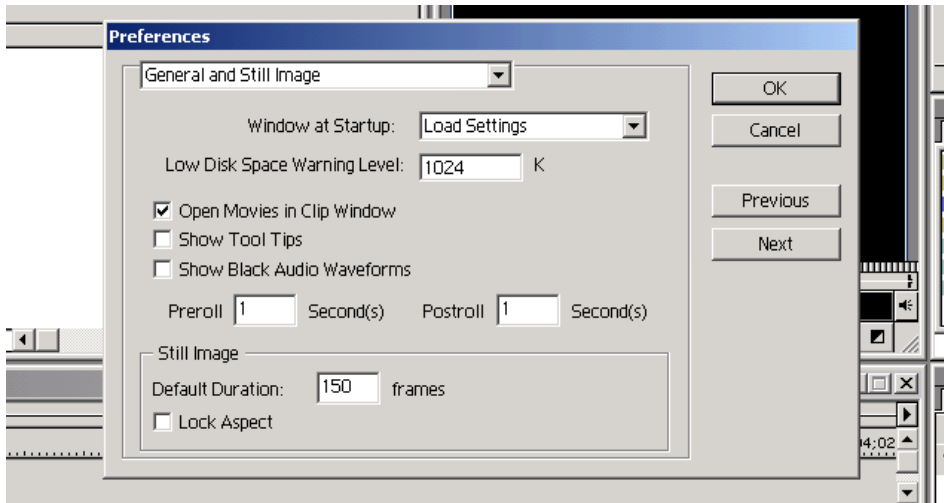 Preferences
General and Still Image
OK
Window at Startup: Load Settings
Cancel
Low Disk Space Warning Level: 1024 K
Open Movies in Clip Window
Previous
Show Tool Tips
Next
Show Black Audio Waveforms
Preroll 1 Second(s) Postroll 1 Second(s)
Still Image
Default Duration: 150 frames
Lock Aspect
4;02